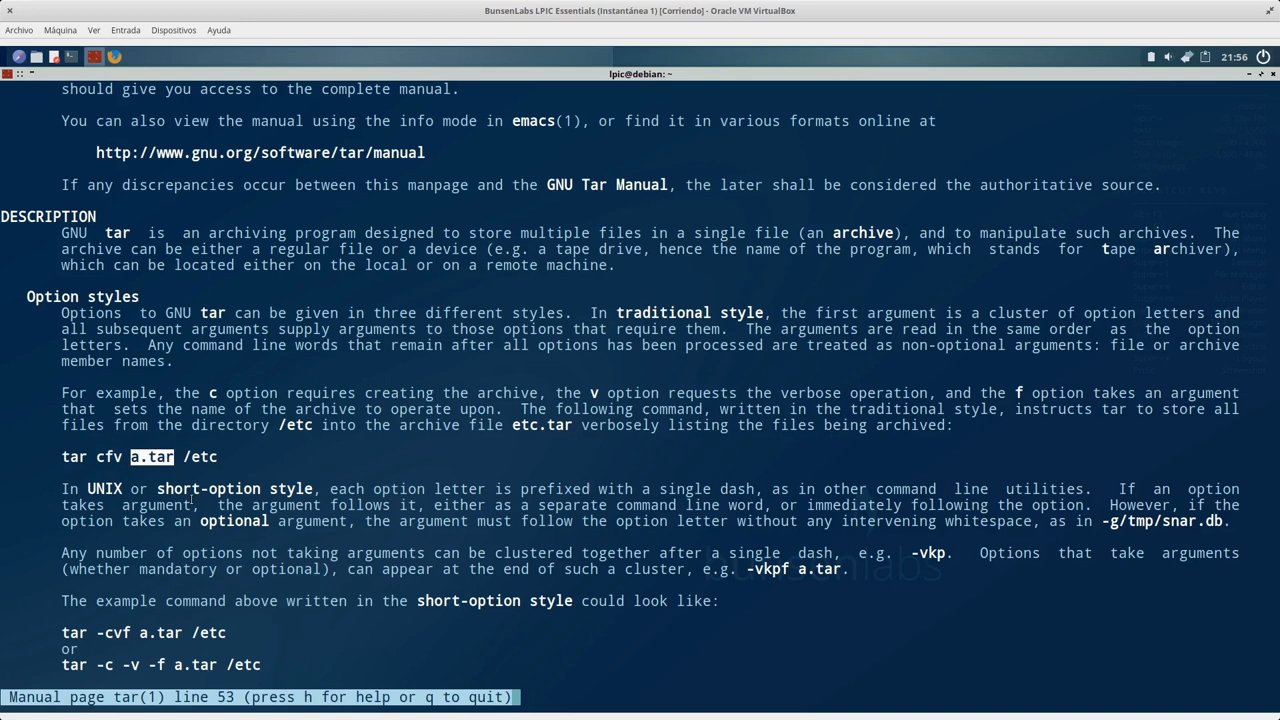 BunsenLabs LPIC Essentials (Instantánea 1) [Corriendo] - Oracle VM VirtualBox
Archivo Máquina Ver Entrada Dispositivos Ayuda
21:56
lpic@debian: ~
should give you access to the complete manual.
You can also view the manual using the info mode in emacs(1), or find it in various formats online at
http://www.gnu.org/software/tar/manual
If any discrepancies occur between this manpage and the GNU Tar Manual, the later shall be considered the authoritative source.
DESCRIPTION
GNU tar is an archiving program designed to store multiple files in a single file (an archive), and to manipulate such archives. The
archive can be either a regular file or a device (e.g. a tape drive, hence the name of the program, which stands for tape archiver),
which can be located either on the local or on a remote machine.
Option styles
Options to GNU tar can be given in three different styles. In traditional style, the first argument is a cluster of option letters and
all subsequent arguments supply arguments to those options that require them. The arguments are read in the same order as the option
letters. Any command line words that remain after all options has been processed are treated as non-optional arguments: file or archive
member names.
For example, the c option requires creating the archive, the v option requests the verbose operation, and the f option takes an argument
that sets the name of the archive to operate upon. The following command, written in the traditional style, instructs tar to store all
files from the directory /etc into the archive file etc.tar verbosely listing the files being archived:
tar cfv a.tar /etc
In UNIX or short-option style, each option letter is prefixed with a single dash, as in other command line utilities. If an option
takes argument, the argument follows it, either as a separate command line word, or immediately following the option. However, if the
option takes an optional argument, the argument must follow the option letter without any intervening whitespace, as in -g/tmp/snar.db.
Any number of options not taking arguments can be clustered together after a single dash, e.g. -vkp. Options that take arguments
(whether mandatory or optional), can appear at the end of such a cluster, e.g. -vkpf a.tar.
bunsenlabs
The example command above written in the short-option style could look like:
tar -cvf a.tar /etc
or
tar -c -v -f a.tar /etc
Manual page tar(1) line 53 (press h for help or q to quit)